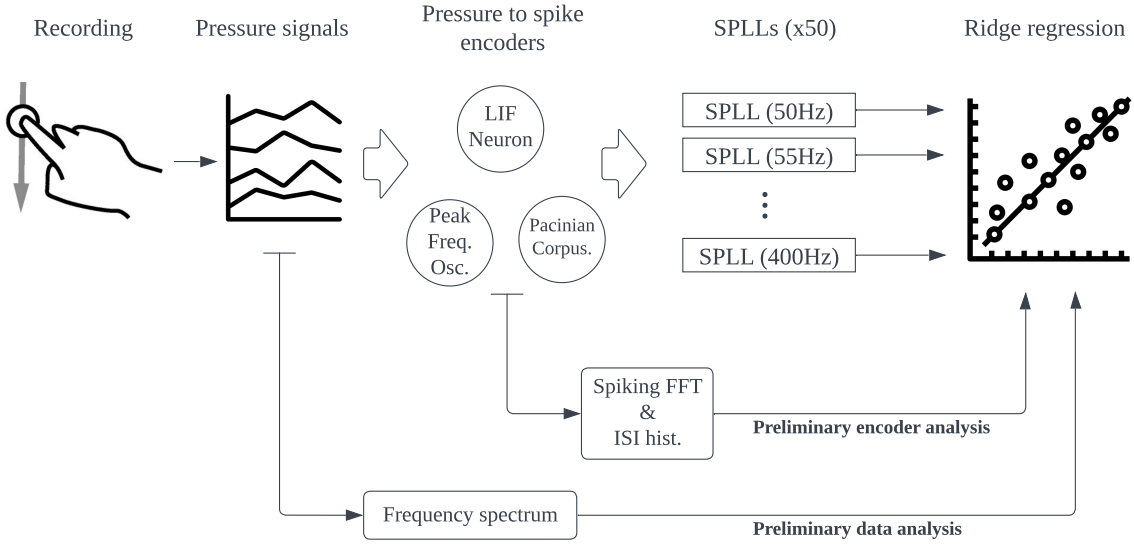 Recording
Pressure signals
Pressure to spike
encoders
SPLLs (x50)
Ridge regression
LIF
Neuron
Peak
Freq.
Osc.
Pacinian
Corpus.
SPLL (50Hz)
SPLL (55Hz)
SPLL (400Hz)
Spiking FFT
&
ISI hist.
Preliminary encoder analysis
Frequency spectrum
Preliminary data analysis